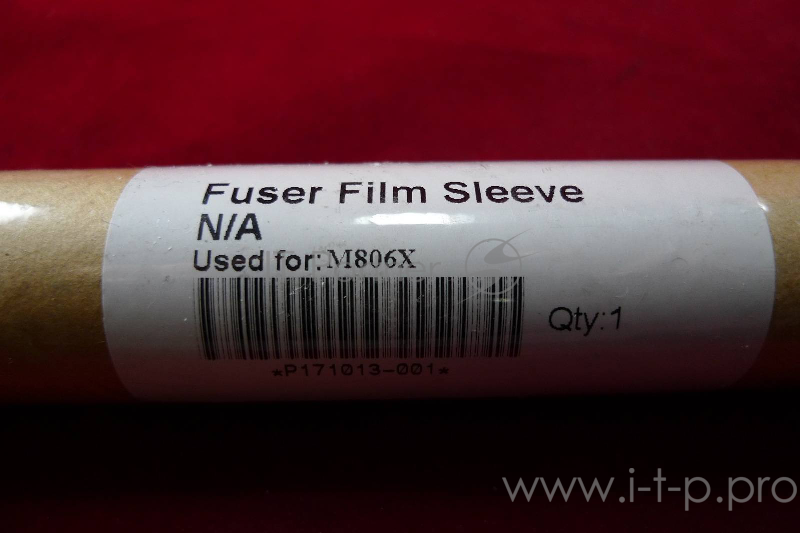 Fuser Film Sleeve
N/A
Used for:M806X
Qty:1
*P171013-001*
www.i-t-p.pro